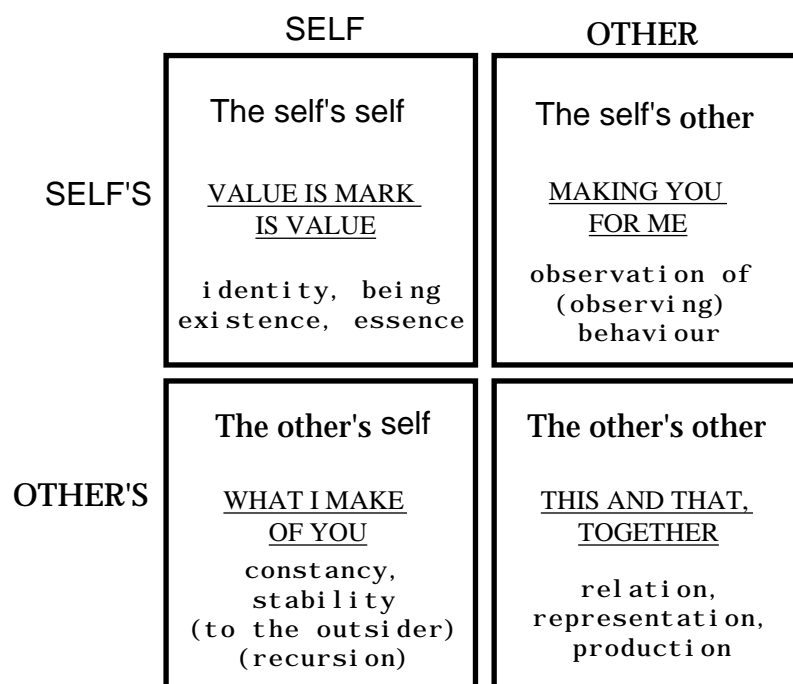 SELF
OTHER
SELF'S
The self's self
VALUE IS MARK
IS VALUE
identity, being
existence, essence
The self's other
MAKING YOU
FOR ME
observation of
(observing)
behaviour
OTHER'S
The other's self
WHAT I MAKE
OF YOU
constancy,
stability
(to the outsider)
(recursion)
The other's other
THIS AND THAT,
TOGETHER
relation,
representation,
production